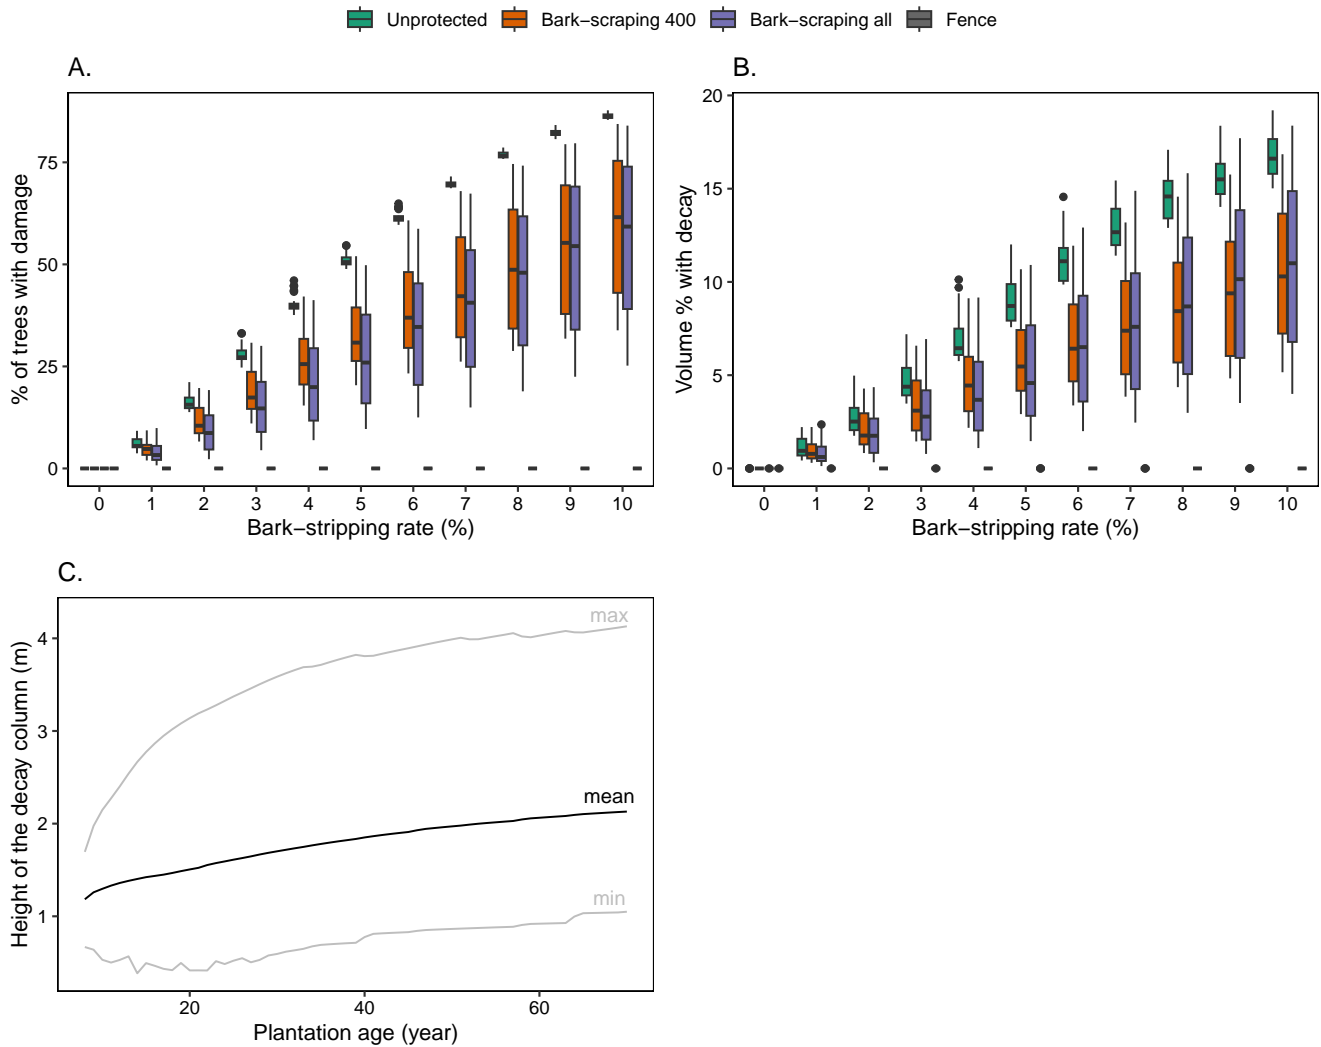 Unprotected Bark−scraping 400 Bark−scraping all Fence
A.
% of trees with damage
75
50
25
0
0 1 2 3 4 5 6 7 8 9 10
Bark−stripping rate (%)
B.
Volume % with decay
20
15
10
5
0
0 1 2 3 4 5 6 7 8 9 10
Bark−stripping rate (%)
C.
Height of the decay column (m)
4
3
2
1
max
mean
min
20 40 60
Plantation age (year)